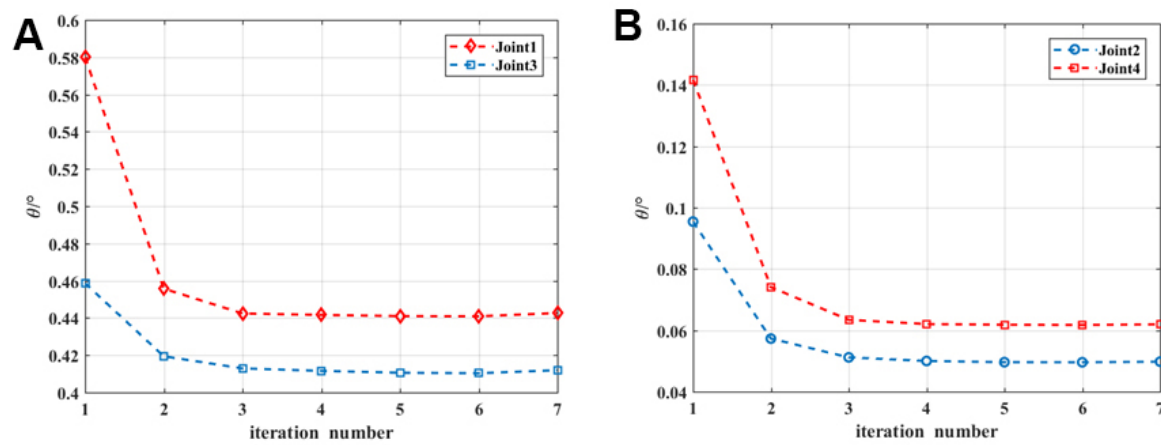 A
0.6
0.58
0.56
0.54
0.52
0.5
0.48
0.46
0.44
0.42
0.4
θ/°
Joint1
Joint3
1 2 3 4 5 6 7
iteration number
B
0.16
0.14
0.12
0.1
0.08
0.06
0.04
θ/°
Joint2
Joint4
1 2 3 4 5 6 7
iteration number